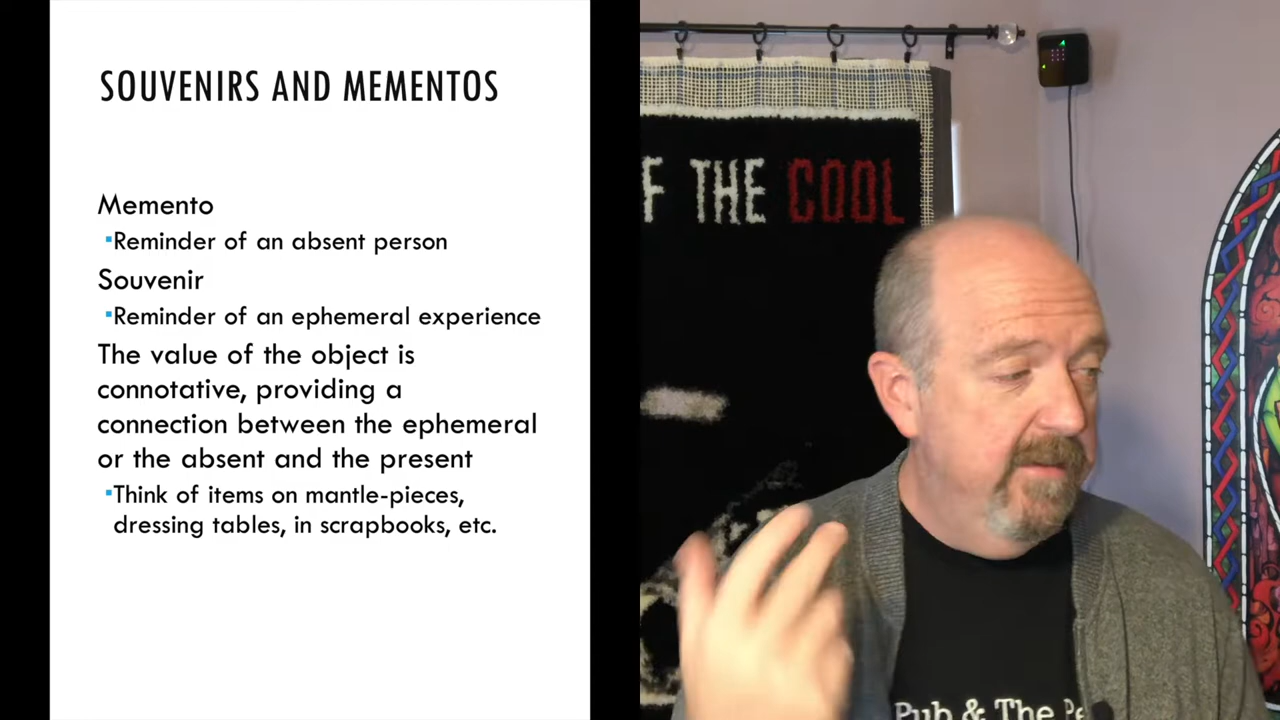 SOUVENIRS AND MEMENTOS
Memento
▪Reminder of an absent person
Souvenir
▪Reminder of an ephemeral experience
The value of the object is
connotative, providing a
connection between the ephemeral
or the absent and the present
▪Think of items on mantle-pieces,
dressing tables, in scrapbooks, etc.
F THE COOL
Pub & The